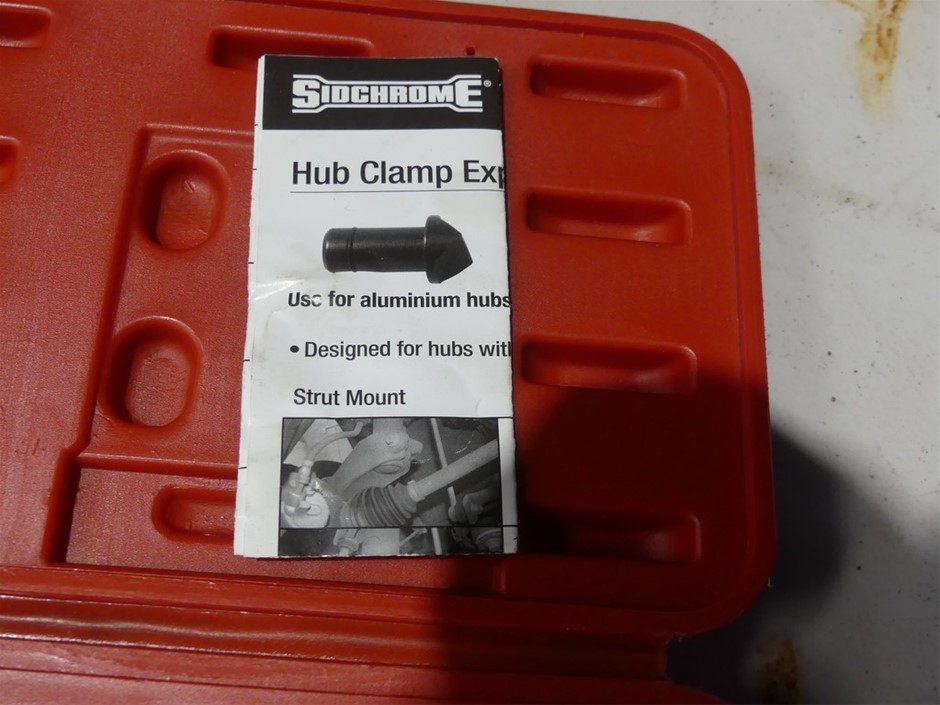 SIDCHROME®
Hub Clamp Exp
Use for aluminium hubs
• Designed for hubs with
Strut Mount